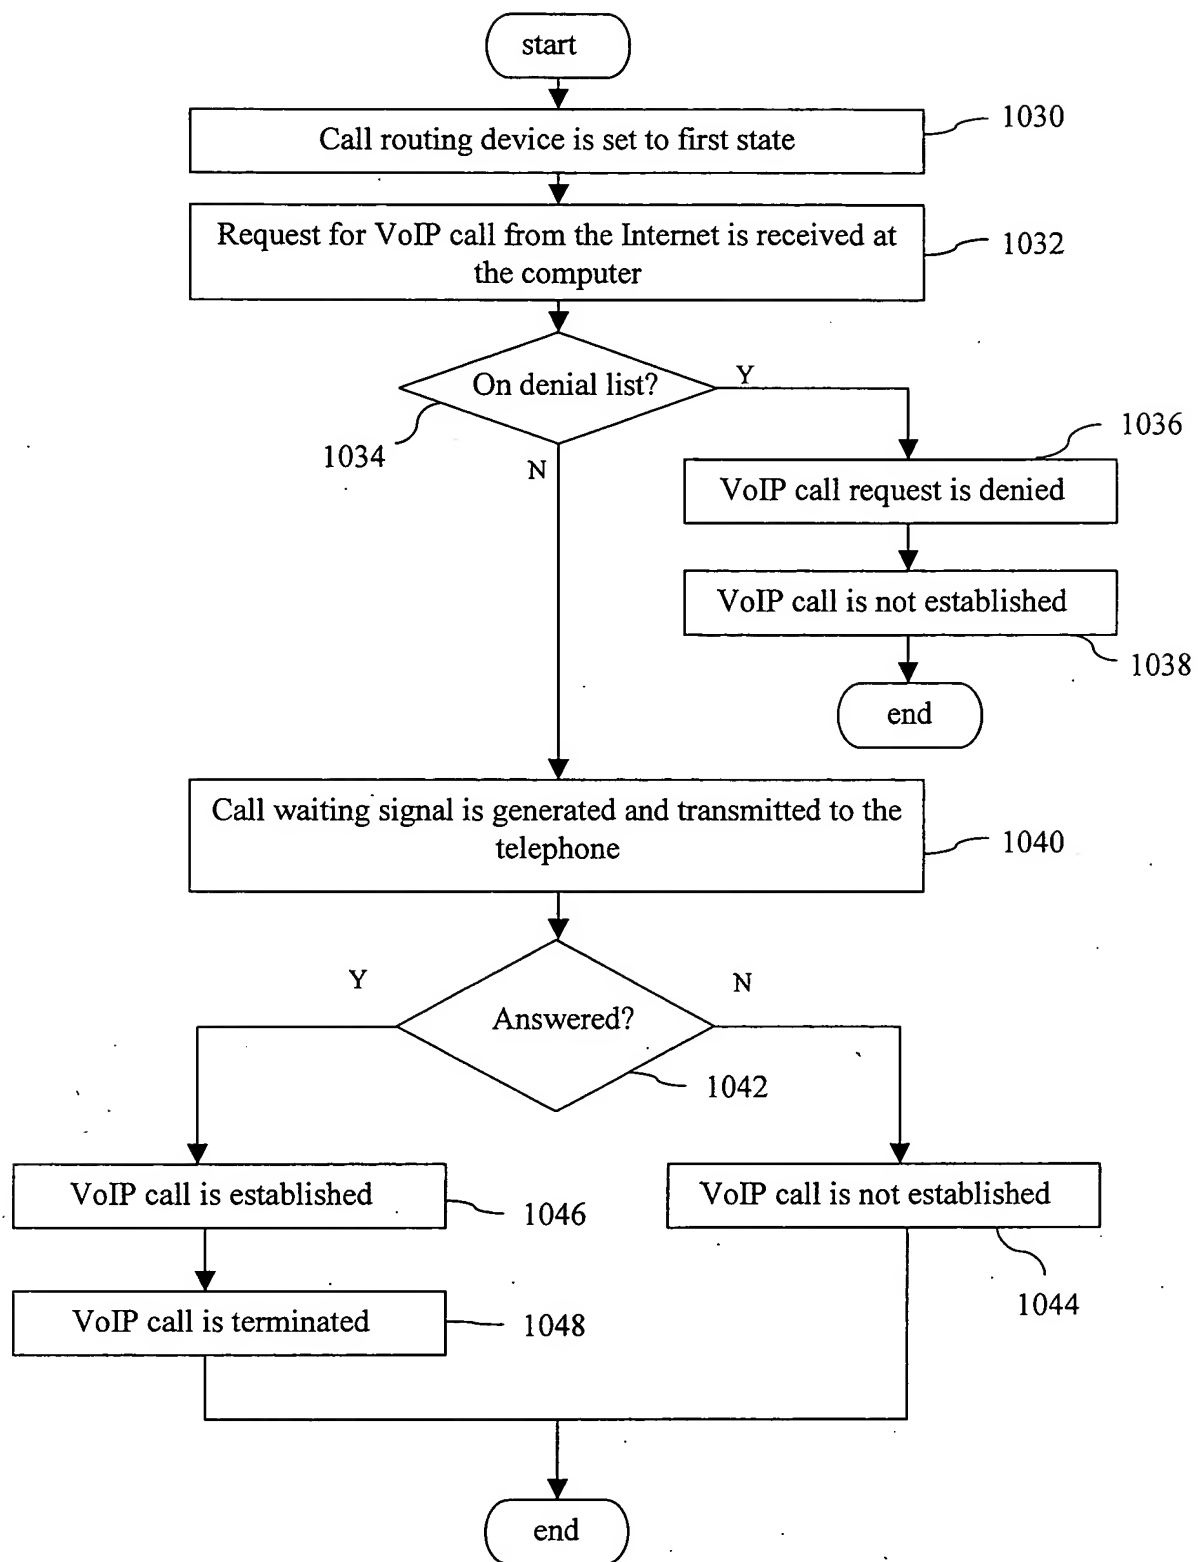 start
Call routing device is set to first state
1030
Request for VoIP call from the Internet is received at
the computer
1032
On denial list?
Y
1034
N
1036
VoIP call request is denied
VoIP call is not established
1038
end
Call waiting signal is generated and transmitted to the
telephone
1040
Y
N
Answered?
1042
VoIP call is established
1046
VoIP call is not established
1044
VoIP call is terminated
1048
end